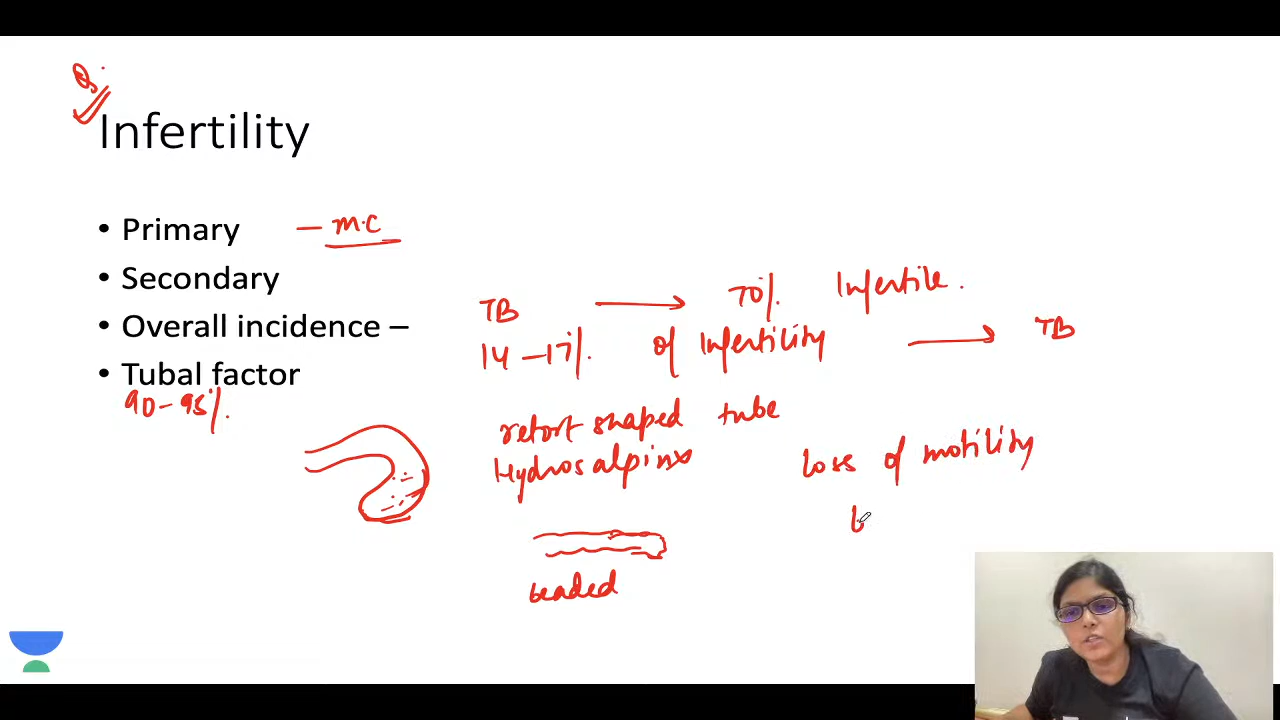 Q.
Infertility
• Primary — m.c
• Secondary
• Overall incidence –
• Tubal factor
90 - 95%.
TB → 70% Infertile.
14 - 17% of Infertility → TB
retort shaped tube
Hydrosalpinx
beaded
loss of motility